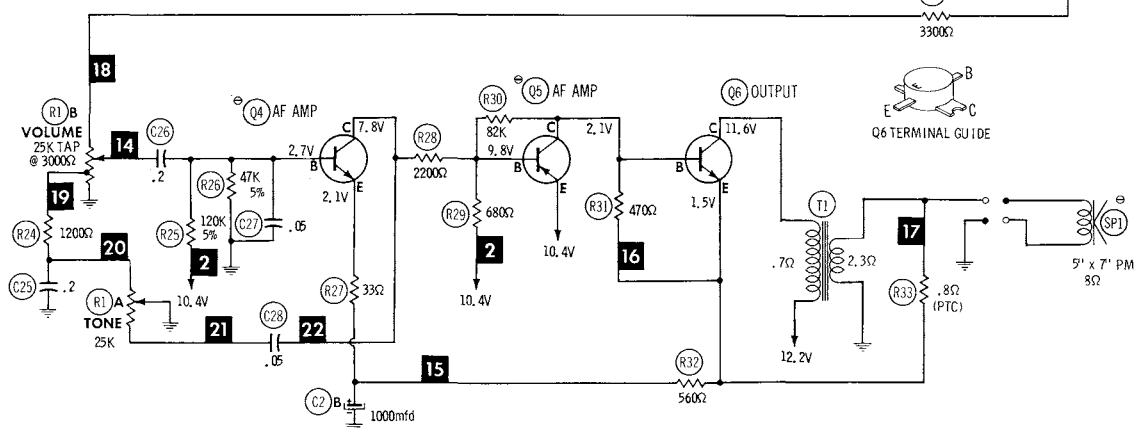 3300Ω
18
R1 B
VOLUME
25K TAP
@ 3000Ω
14
C26
.2
19
R24
1200Ω
20
C25
.2
R1 A
TONE
25K
R25
120K
5%
2
10.4V
R26
47K
5%
C27
.05
21
C28
.05
22
⊖ Q4 AF AMP
C
7.8V
2.7V
B
E
2.1V
R27
33Ω
C2 B
+
1000mfd
15
R28
2200Ω
R30
82K
9.8V
⊖ Q5 AF AMP
C
B
E
10.4V
R29
680Ω
2
10.4V
2.1V
R31
470Ω
16
Q6 OUTPUT
C
11.6V
B
E
1.5V
R32
560Ω
E
B
C
Q6 TERMINAL GUIDE
T1
.7Ω
2.3Ω
12.2V
17
R33
.8Ω
(PTC)
⊖
SP1
5" x 7" PM
8Ω